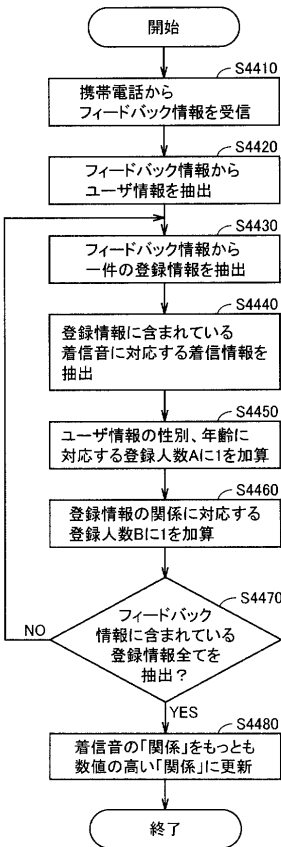 開始
S4410
携帯電話から
フィードバック情報を受信
S4420
フィードバック情報から
ユーザ情報を抽出
S4430
フィードバック情報から
一件の登録情報を抽出
S4440
登録情報に含まれている
着信音に対応する着信情報を
抽出
S4450
ユーザ情報の性別、年齢に
対応する登録人数Aに1を加算
S4460
登録情報の関係に対応する
登録人数Bに1を加算
S4470
フィードバック
情報に含まれている
登録情報全てを
抽出？
NO
YES
S4480
着信音の「関係」をもっとも
数値の高い「関係」に更新
終了